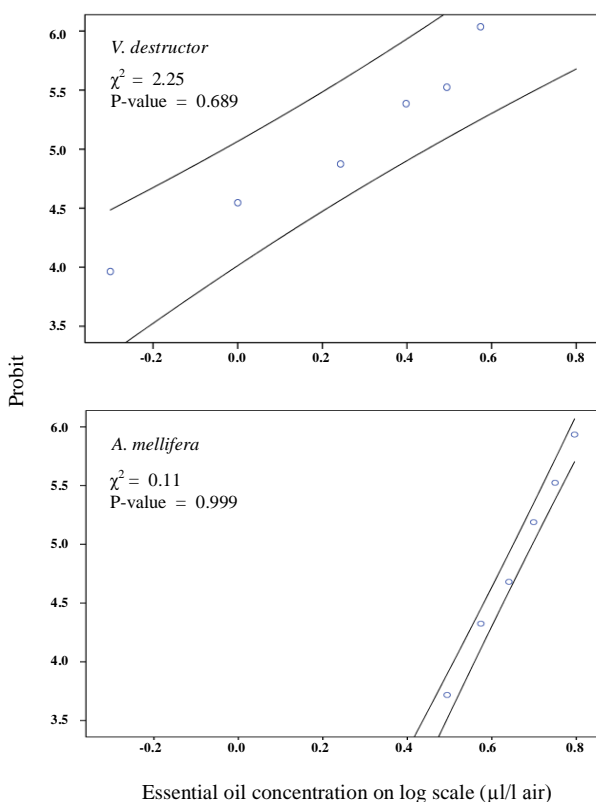 6.0
V. destructor
χ² = 2.25
P-value = 0.689
5.5
5.0
4.5
4.0
3.5
-0.2 0.0 0.2 0.4 0.6 0.8
Probit
6.0
A. mellifera
χ² = 0.11
P-value = 0.999
5.5
5.0
4.5
4.0
3.5
-0.2 0.0 0.2 0.4 0.6 0.8
Essential oil concentration on log scale (µl/l air)